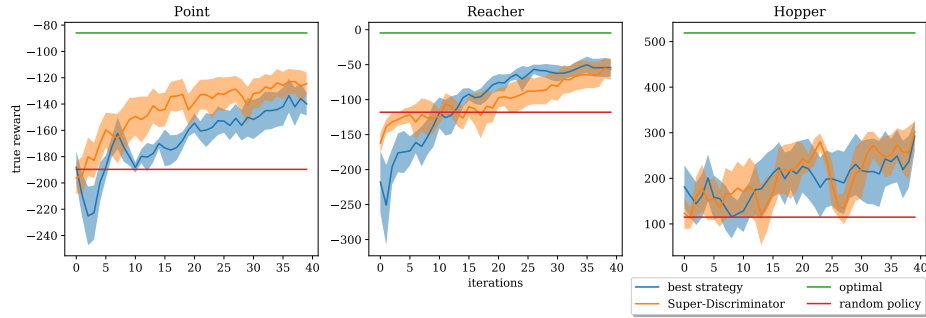 Point
Reacher
Hopper
true reward
−80
−100
−120
−140
−160
−180
−200
−220
−240
0 5 10 15 20 25 30 35 40
0
−50
−100
−150
−200
−250
−300
0 5 10 15 20 25 30 35 40
iterations
500
400
300
200
100
0 5 10 15 20 25 30 35 40
best strategy optimal
Super-Discriminator random policy